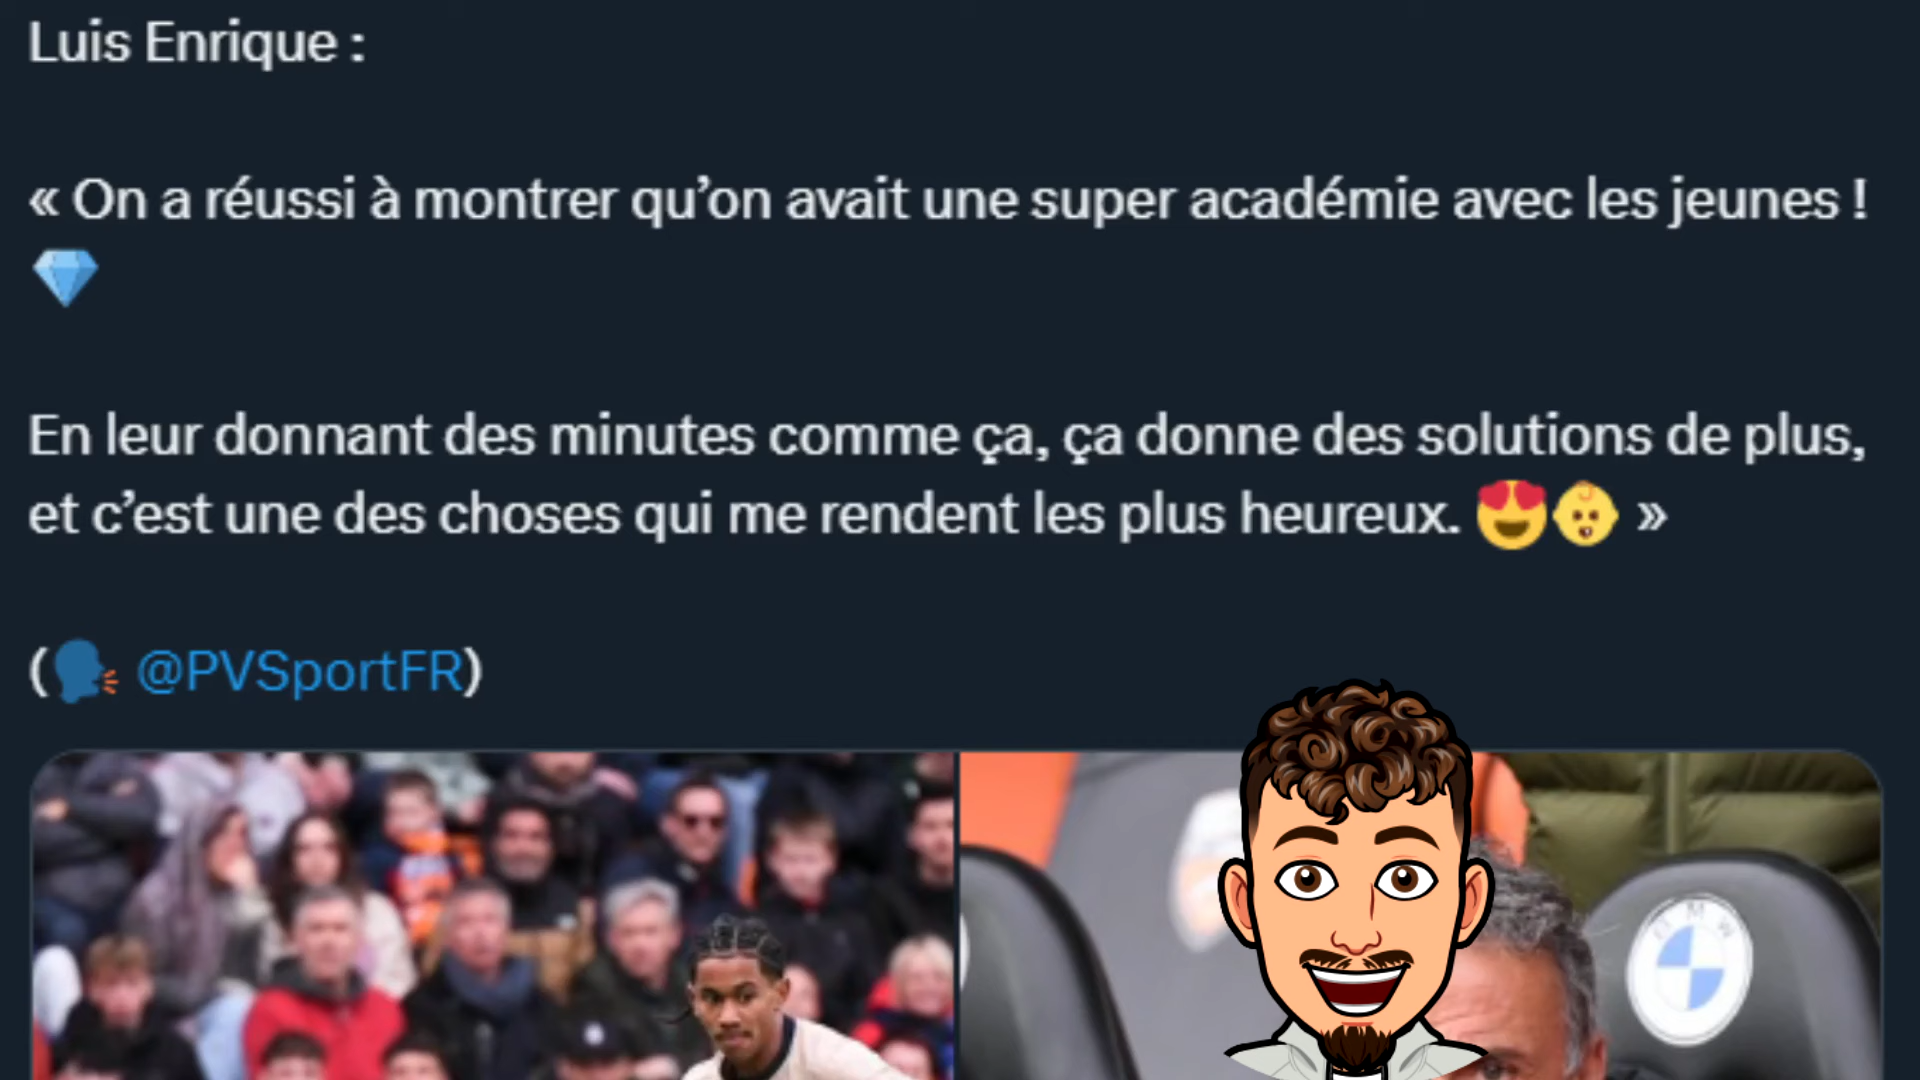 Luis Enrique :
« On a réussi à montrer qu’on avait une super académie avec les jeunes !
💎
En leur donnant des minutes comme ça, ça donne des solutions de plus,
et c’est une des choses qui me rendent les plus heureux. 😍👶 »
(🗣️ @PVSportFR)
BMW